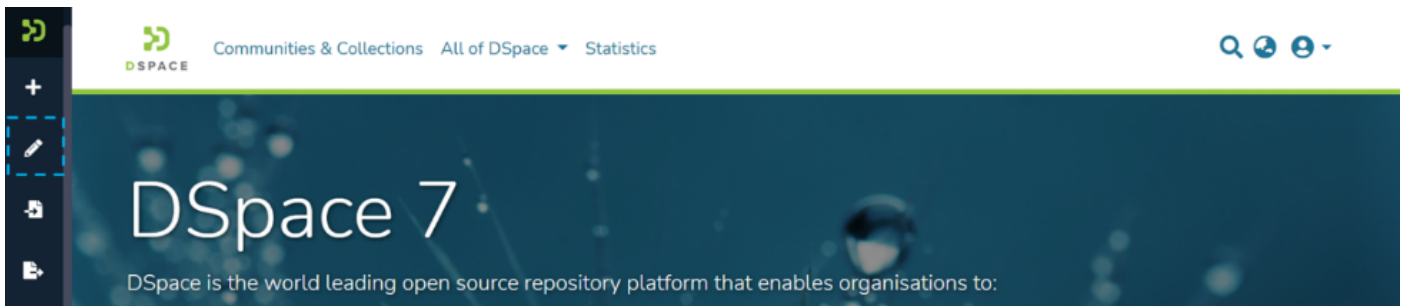 DSPACE
Communities & Collections All of DSpace Statistics
DSpace 7
DSpace is the world leading open source repository platform that enables organisations to: